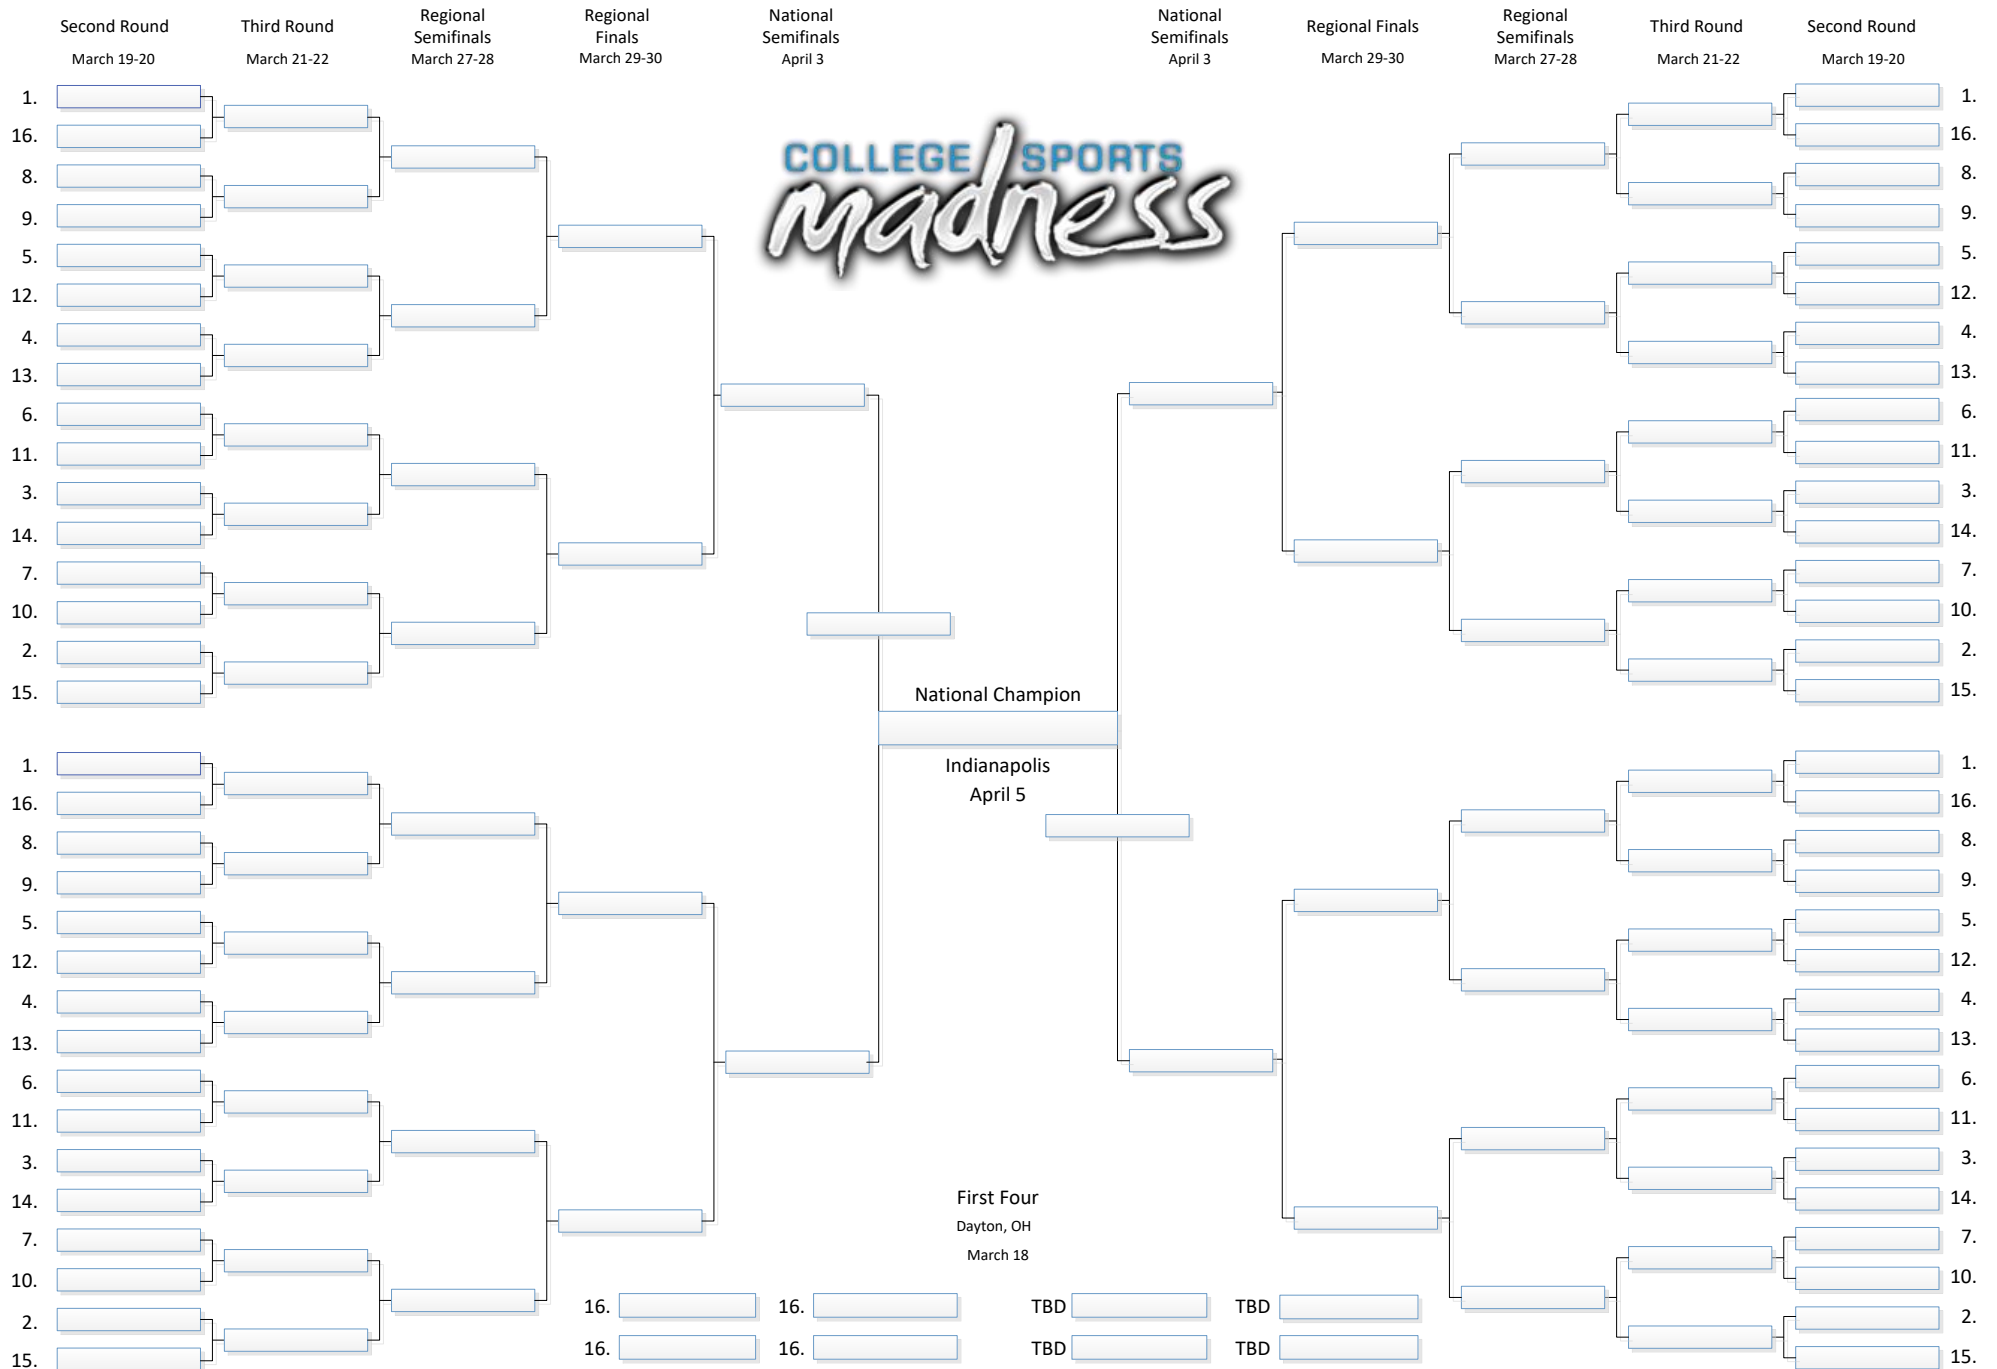 Second Round
March 19-20
Third Round
March 21-22
Regional
Semifinals
March 27-28
Regional
Finals
March 29-30
National
Semifinals
April 3
National
Semifinals
April 3
Regional Finals
March 29-30
Regional
Semifinals
March 27-28
Third Round
March 21-22
Second Round
March 19-20
COLLEGE SPORTS
madness
1.
16.
8.
9.
5.
12.
4.
13.
6.
11.
3.
14.
7.
10.
2.
15.
1.
16.
8.
9.
5.
12.
4.
13.
6.
11.
3.
14.
7.
10.
2.
15.
National Champion
Indianapolis
April 5
First Four
Dayton, OH
March 18
16. 16. TBD TBD
16. 16. TBD TBD
1.
16.
8.
9.
5.
12.
4.
13.
6.
11.
3.
14.
7.
10.
2.
15.
1.
16.
8.
9.
5.
12.
4.
13.
6.
11.
3.
14.
7.
10.
2.
15.